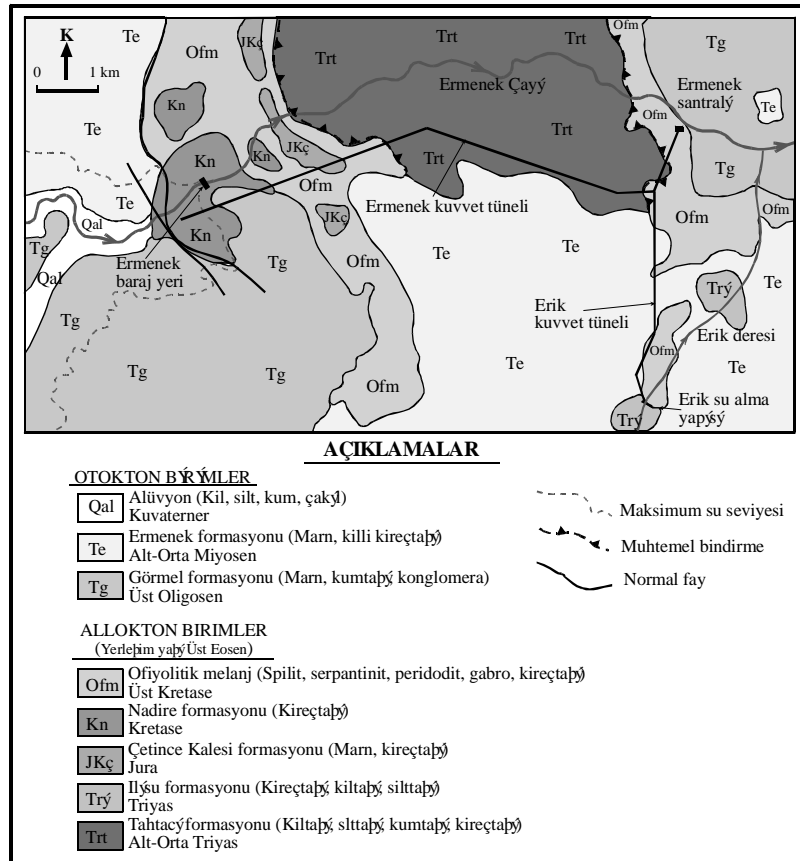 K
0 1 km
Te
Ofm
JKç
Trt
Trt
Trt
Ofm
Tg
Te
Kn
Trt
Ermenek Çayý
Ermenek
santralý
Te
Kn
Kn
JKç
Trt
Ofm
Te
Ofm
Tg
Ermenek kuvvet tüneli
Qal
Kn
JKç
Ofm
Ofm
Tg
Qal
Ermenek
baraj yeri
Tg
Ofm
Te
Te
Trý
Te
Tg
Erik
kuvvet tüneli
Tg
Tg
Ofm
Te
Ofm
Erik deresi
Te
Trý
Erik su alma
yapýsý
AÇIKLAMALAR
OTOKTON BÝRÝMLER
Qal Alüvyon (Kil, silt, kum, çakýl)
Kuvaterner
Te Ermenek formasyonu (Marn, killi kireçtaþý)
Alt-Orta Miyosen
Tg Görmel formasyonu (Marn, kumtaþý, konglomera)
Üst Oligosen
Maksimum su seviyesi
Muhtemel bindirme
Normal fay
ALLOKTON BIRIMLER
(Yerleþim yaþý Üst Eosen)
Ofm Ofiyolitik melanj (Spilit, serpantinit, peridodit, gabro, kireçtaþý)
Üst Kretase
Kn Nadire formasyonu (Kireçtaþý)
Kretase
JKç Çetince Kalesi formasyonu (Marn, kireçtaþý)
Jura
Trý Ilýsu formasyonu (Kireçtaþý, kiltaþý, silttaþý)
Triyas
Trt Tahtacý formasyonu (Kiltaþý, slttaþý, kumtaþý, kireçtaþý)
Alt-Orta Triyas